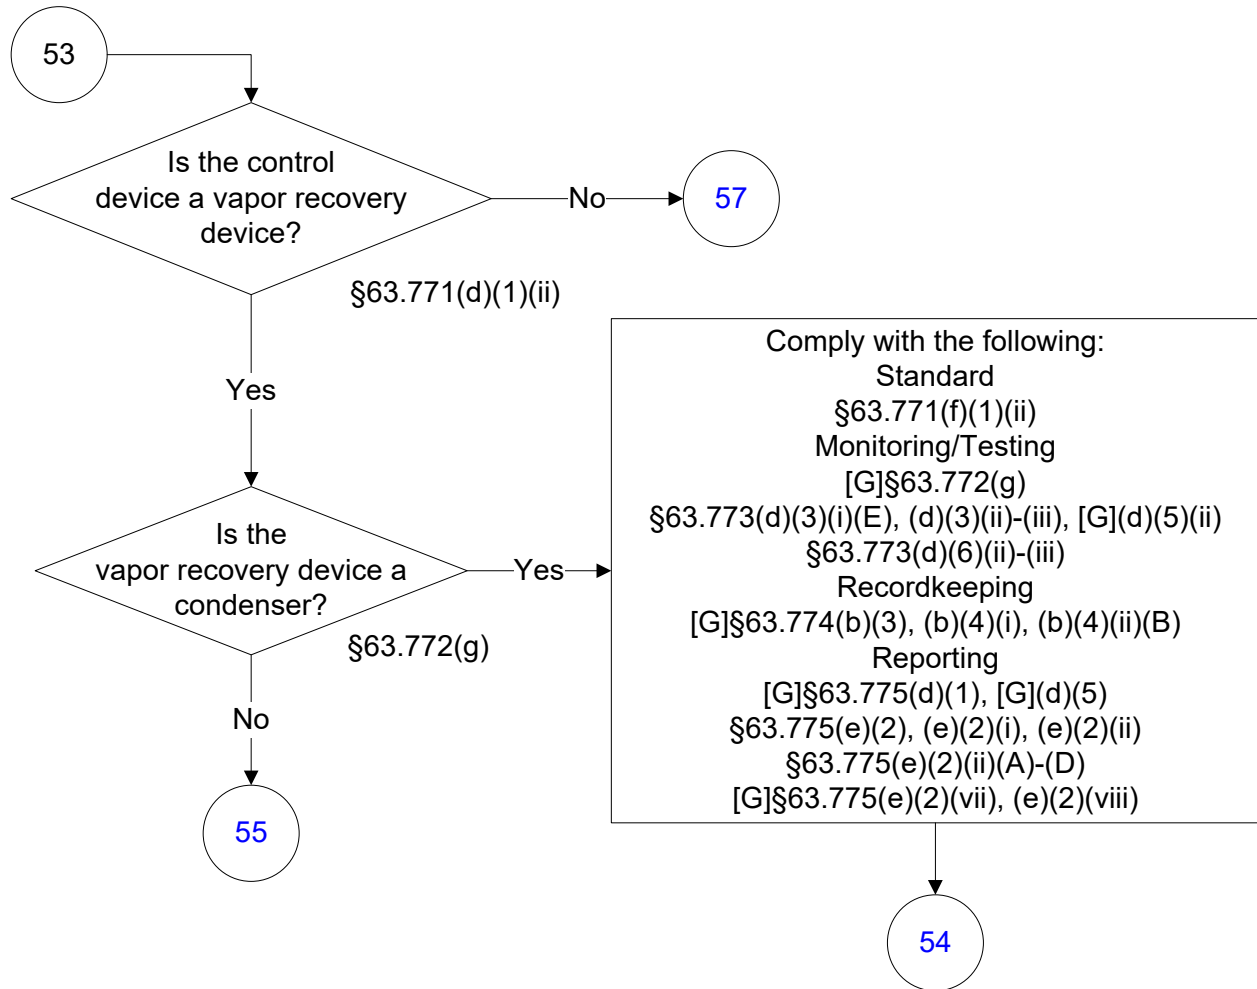 53
Is the control
device a vapor recovery
device?
No
57
§63.771(d)(1)(ii)
Yes
Is the
vapor recovery device a
condenser?
Yes
§63.772(g)
No
55
Comply with the following:
Standard
§63.771(f)(1)(ii)
Monitoring/Testing
[G]§63.772(g)
§63.773(d)(3)(i)(E), (d)(3)(ii)-(iii), [G](d)(5)(ii)
§63.773(d)(6)(ii)-(iii)
Recordkeeping
[G]§63.774(b)(3), (b)(4)(i), (b)(4)(ii)(B)
Reporting
[G]§63.775(d)(1), [G](d)(5)
§63.775(e)(2), (e)(2)(i), (e)(2)(ii)
§63.775(e)(2)(ii)(A)-(D)
[G]§63.775(e)(2)(vii), (e)(2)(viii)
54